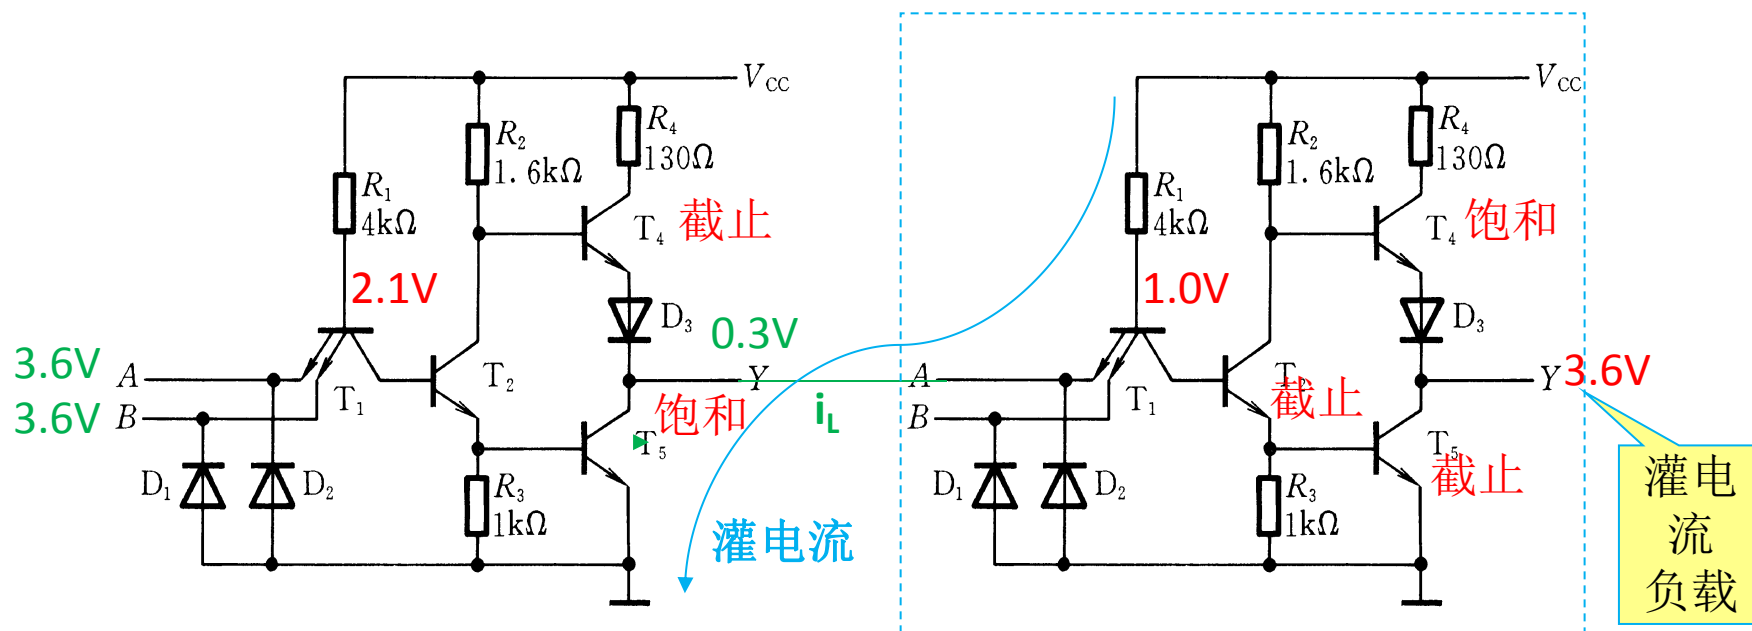 V_CC
R₄
130Ω
R₂
1.6kΩ
R₁
4kΩ
T₄ 截止
2.1V
D₃
0.3V
3.6V A
3.6V B
T₁
T₂
Y
饱和
T₅
i_L
D₁
D₂
R₃
1kΩ
灌电流
V_CC
R₄
130Ω
R₂
1.6kΩ
R₁
4kΩ
T₄ 饱和
1.0V
D₃
A
B
T₁
T₂
截止
Y 3.6V
T₅
截止
D₁
D₂
R₃
1kΩ
灌电
流
负载